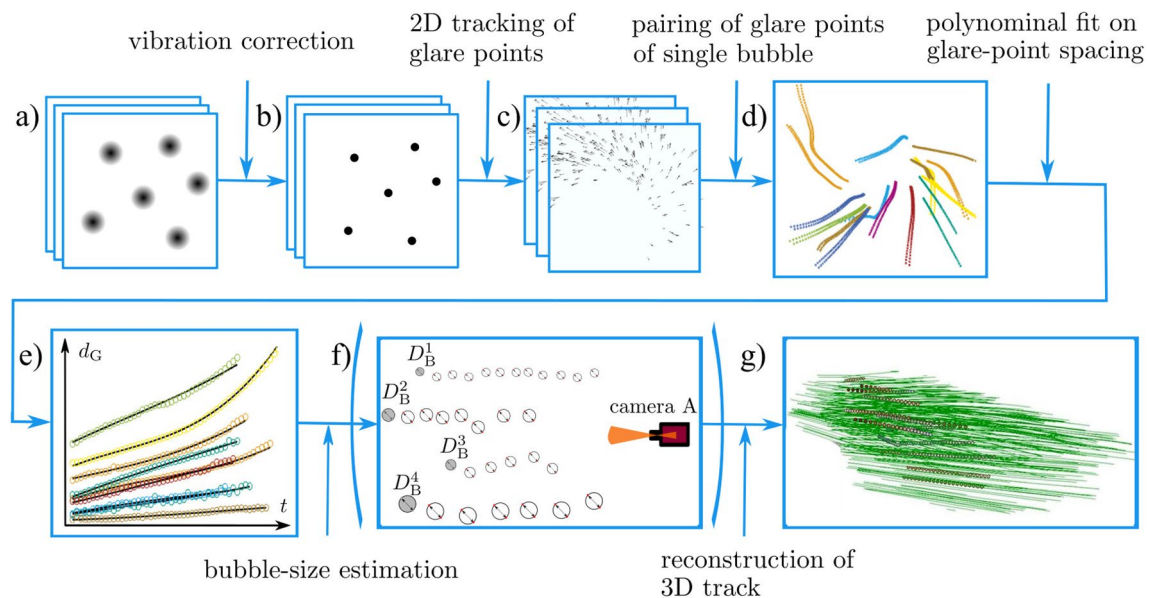 vibration correction
2D tracking of
glare points
pairing of glare points
of single bubble
polynominal fit on
glare-point spacing
a)
b)
c)
d)
e)
d_G
t
f)
D_B^1
D_B^2
D_B^3
D_B^4
camera A
g)
bubble-size estimation
reconstruction of
3D track